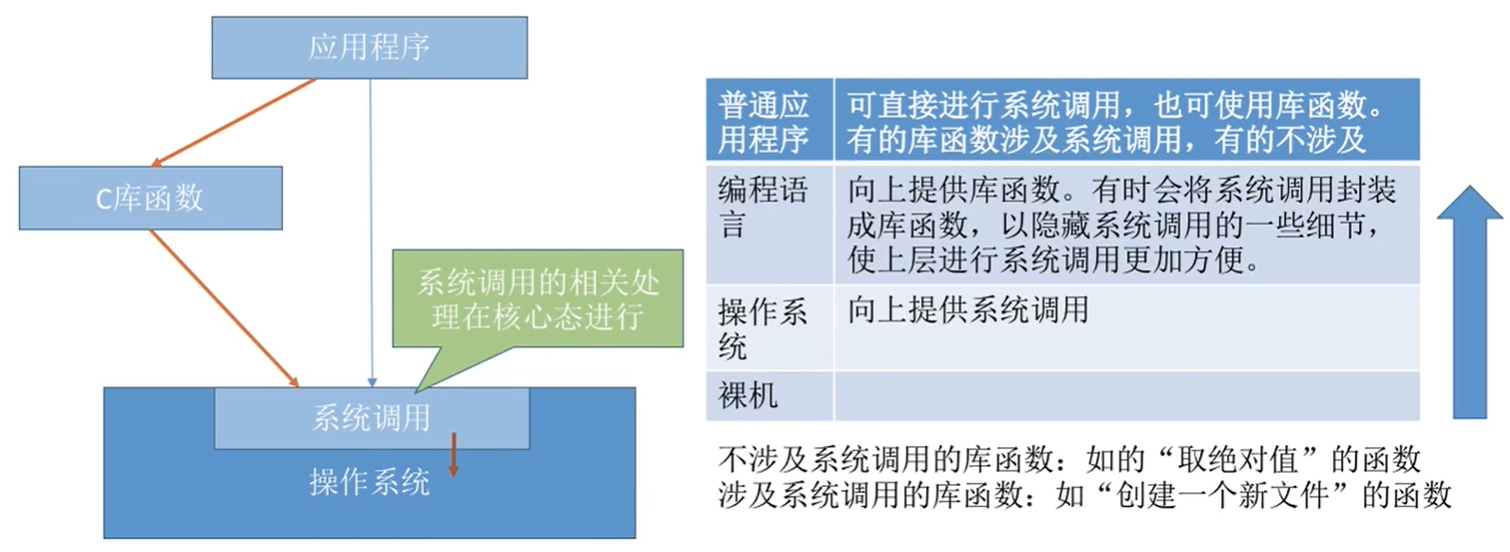 应用程序
C库函数
系统调用的相关处
理在核心态进行
系统调用
操作系统
普通应
用程序
可直接进行系统调用，也可使用库函数。
有的库函数涉及系统调用，有的不涉及
编程语
言
向上提供库函数。有时会将系统调用封装
成库函数，以隐藏系统调用的一些细节，
使上层进行系统调用更加方便。
操作系
统
向上提供系统调用
裸机
不涉及系统调用的库函数：如的“取绝对值”的函数
涉及系统调用的库函数：如“创建一个新文件”的函数